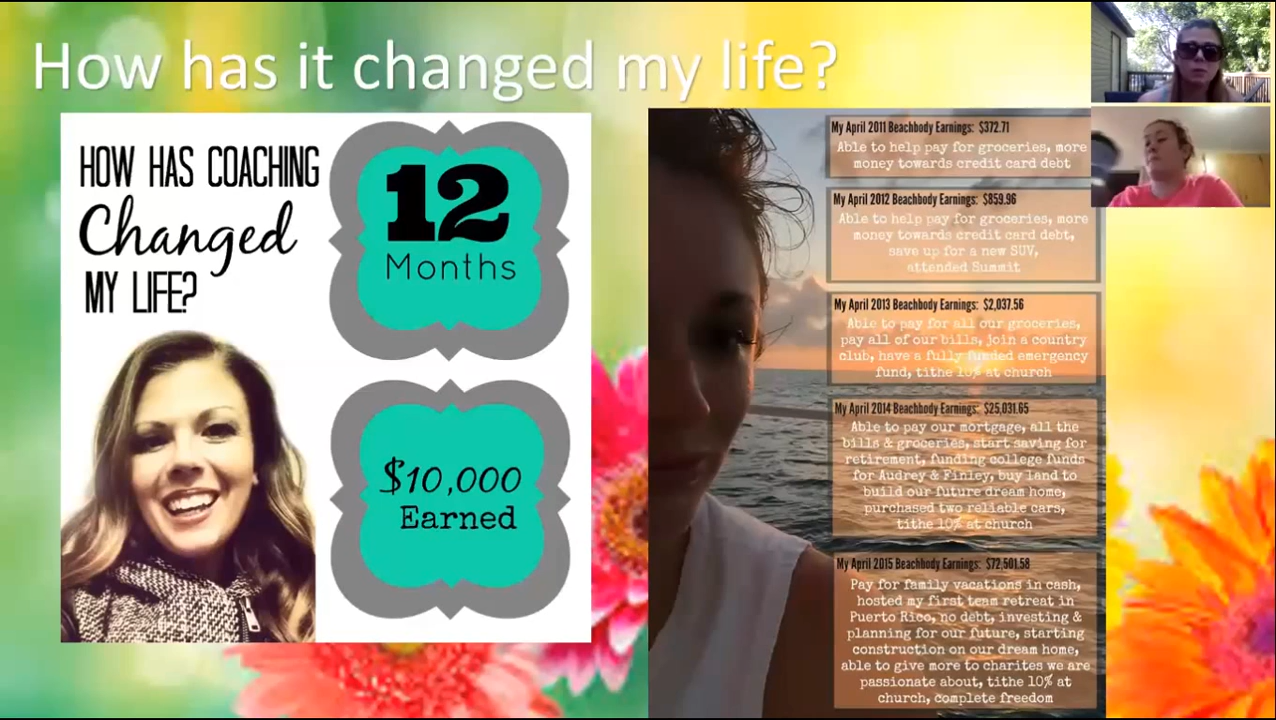 How has it changed my life?
HOW HAS COACHING
Changed
MY LIFE?
12
Months
$10,000
Earned
My April 2011 Beachbody Earnings: $372.71
Able to help pay for groceries, more
money towards credit card debt
My April 2012 Beachbody Earnings: $859.96
Able to help pay for groceries, more
money towards credit card debt,
save up for a new SUV,
attended Summit
My April 2013 Beachbody Earnings: $2,037.56
Able to pay for all our groceries,
pay all of our bills, join a country
club, have a fully funded emergency
fund, tithe 10% at church
My April 2014 Beachbody Earnings: $25,031.65
Able to pay our mortgage, all the
bills & groceries, start saving for
retirement, funding college funds
for Audrey & Finley, buy land to
build our future dream home,
purchased two reliable cars,
tithe 10% at church
My April 2015 Beachbody Earnings: $72,501.58
Pay for family vacations in cash,
hosted my first team retreat in
Puerto Rico, no debt, investing &
planning for our future, starting
construction on our dream home,
able to give more to charites we are
passionate about, tithe 10% at
church, complete freedom